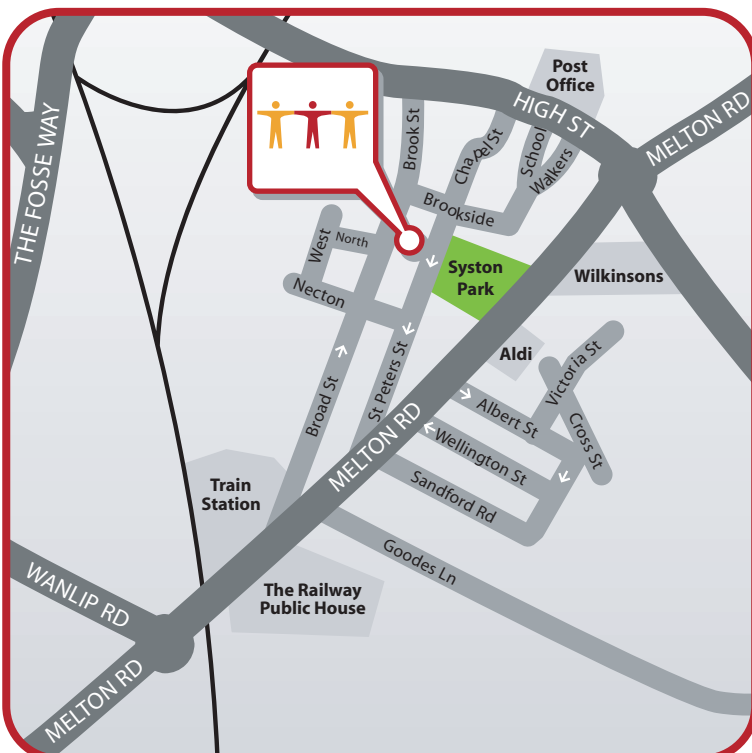 Post
Office
HIGH ST
MELTON RD
THE FOSSE WAY
Brook St
Chapel St
School
Walkers
Brookside
West
North
Syston
Park
Wilkinsons
Necton
Aldi
Victoria St
St Peters St
Broad St
MELTON RD
Albert St
Cross St
Wellington St
Sandford Rd
Train
Station
Goodes Ln
The Railway
Public House
WANLIP RD
MELTON RD